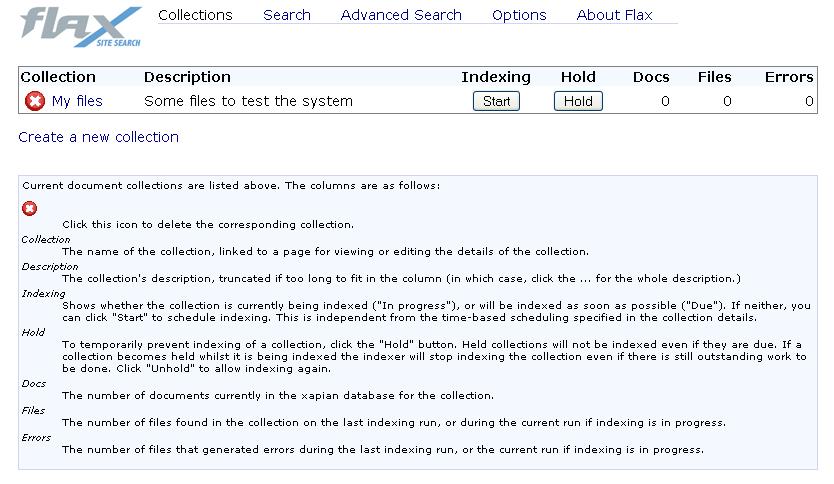 flax SITE SEARCH
Collections Search Advanced Search Options About Flax
Collection Description Indexing Hold Docs Files Errors
My files Some files to test the system Start Hold 0 0 0
Create a new collection
Current document collections are listed above. The columns are as follows:
Click this icon to delete the corresponding collection.
Collection
The name of the collection, linked to a page for viewing or editing the details of the collection.
Description
The collection's description, truncated if too long to fit in the column (in which case, click the ... for the whole description.)
Indexing
Shows whether the collection is currently being indexed ("In progress"), or will be indexed as soon as possible ("Due"). If neither, you
can click "Start" to schedule indexing. This is independent from the time-based scheduling specified in the collection details.
Hold
To temporarily prevent indexing of a collection, click the "Hold" button. Held collections will not be indexed even if they are due. If a
collection becomes held whilst it is being indexed the indexer will stop indexing the collection even if there is still outstanding work to
be done. Click "Unhold" to allow indexing again.
Docs
The number of documents currently in the xapian database for the collection.
Files
The number of files found in the collection on the last indexing run, or during the current run if indexing is in progress.
Errors
The number of files that generated errors during the last indexing run, or the current run if indexing is in progress.